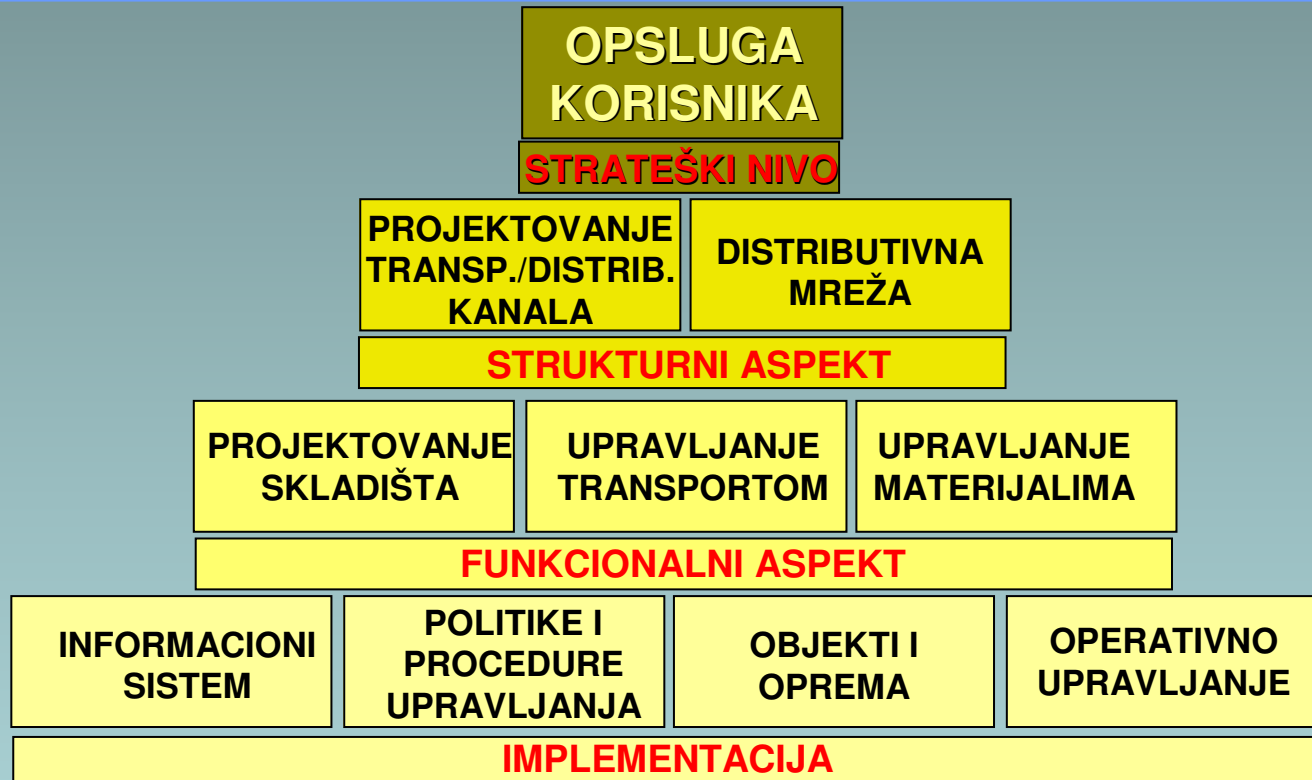 OPSLUGA
KORISNIKA
STRATEŠKI NIVO
PROJEKTOVANJE
TRANSP./DISTRIB.
KANALA
DISTRIBUTIVNA
MREŽA
STRUKTURNI ASPEKT
PROJEKTOVANJE
SKLADIŠTA
UPRAVLJANJE
TRANSPORTOM
UPRAVLJANJE
MATERIJALIMA
FUNKCIONALNI ASPEKT
INFORMACIONI
SISTEM
POLITIKE I
PROCEDURE
UPRAVLJANJA
OBJEKTI I
OPREMA
OPERATIVNO
UPRAVLJANJE
IMPLEMENTACIJA